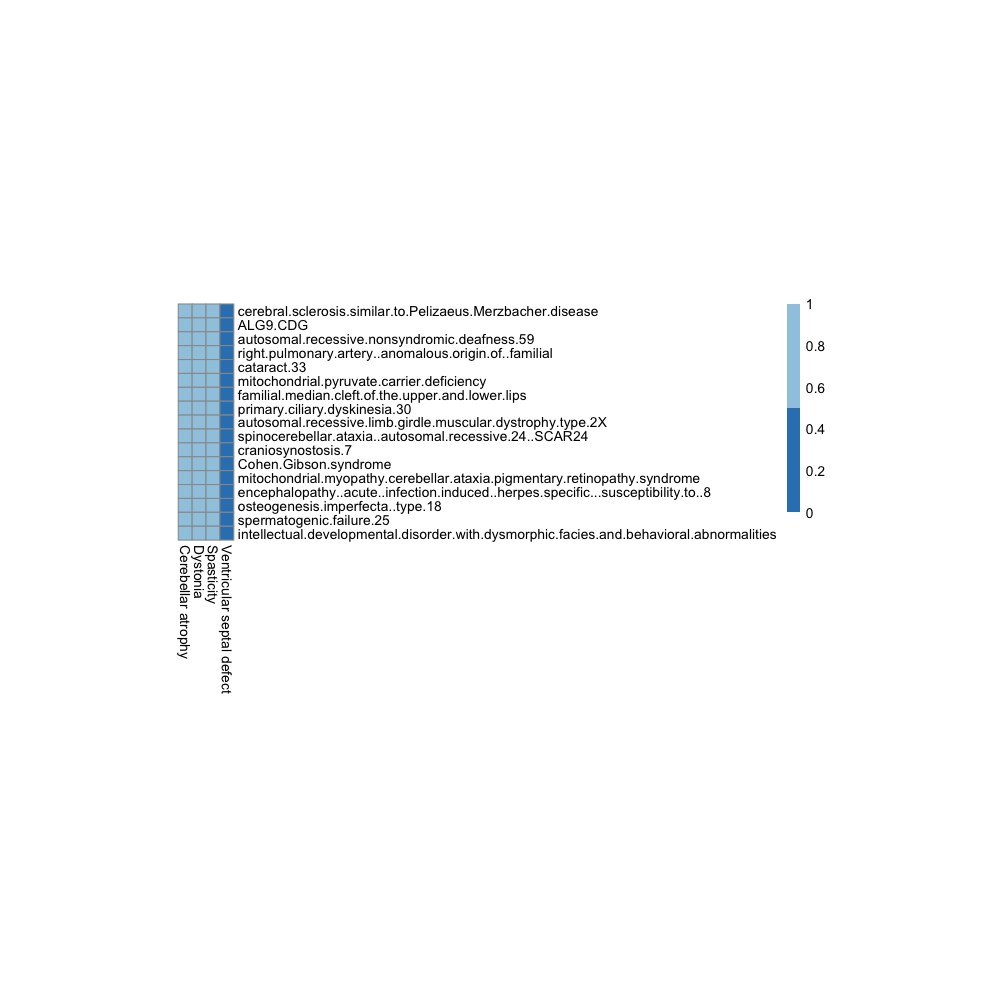 cerebral.sclerosis.similar.to.Pelizaeus.Merzbacher.disease
ALG9.CDG
autosomal.recessive.nonsyndromic.deafness.59
right.pulmonary.artery..anomalous.origin.of..familial
cataract.33
mitochondrial.pyruvate.carrier.deficiency
familial.median.cleft.of.the.upper.and.lower.lips
primary.ciliary.dyskinesia.30
autosomal.recessive.limb.girdle.muscular.dystrophy.type.2X
spinocerebellar.ataxia..autosomal.recessive.24..SCAR24
craniosynostosis.7
Cohen.Gibson.syndrome
mitochondrial.myopathy.cerebellar.ataxia.pigmentary.retinopathy.syndrome
encephalopathy..acute..infection.induced..herpes.specific...susceptibility.to..8
osteogenesis.imperfecta..type.18
spermatogenic.failure.25
intellectual.developmental.disorder.with.dysmorphic.facies.and.behavioral.abnormalities
Cerebellar atrophy
Dystonia
Spasticity
Ventricular septal defect
1
0.8
0.6
0.4
0.2
0